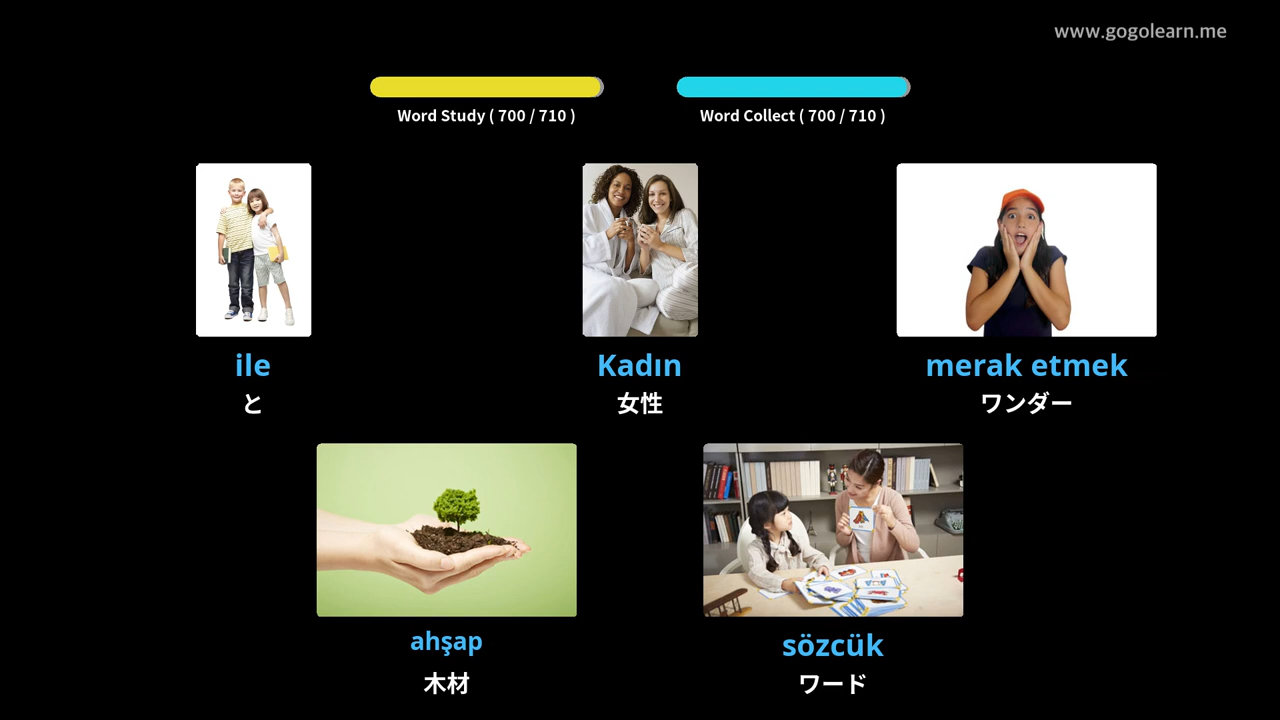 www.gogolearn.me
Word Study ( 700 / 710 )
Word Collect ( 700 / 710 )
ile
と
Kadın
女性
merak etmek
ワンダー
ahşap
木材
sözcük
ワード